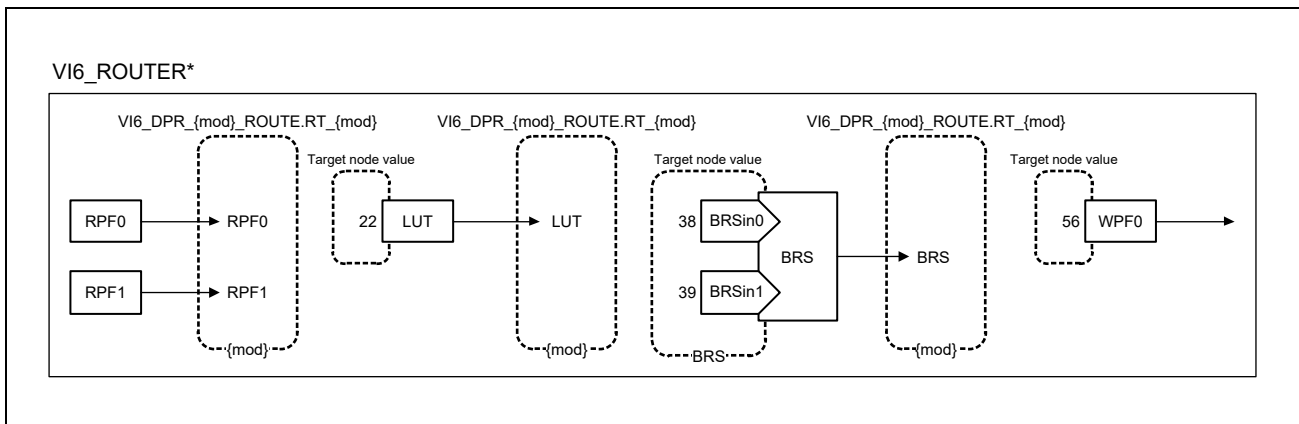 VI6_ROUTER*
VI6_DPR_{mod}_ROUTE.RT_{mod} VI6_DPR_{mod}_ROUTE.RT_{mod} VI6_DPR_{mod}_ROUTE.RT_{mod}
Target node value Target node value Target node value
RPF0 RPF0 22 LUT LUT 38 BRSin0 56 WPF0
BRS BRS
RPF1 RPF1 39 BRSin1
{mod} {mod} BRS {mod}